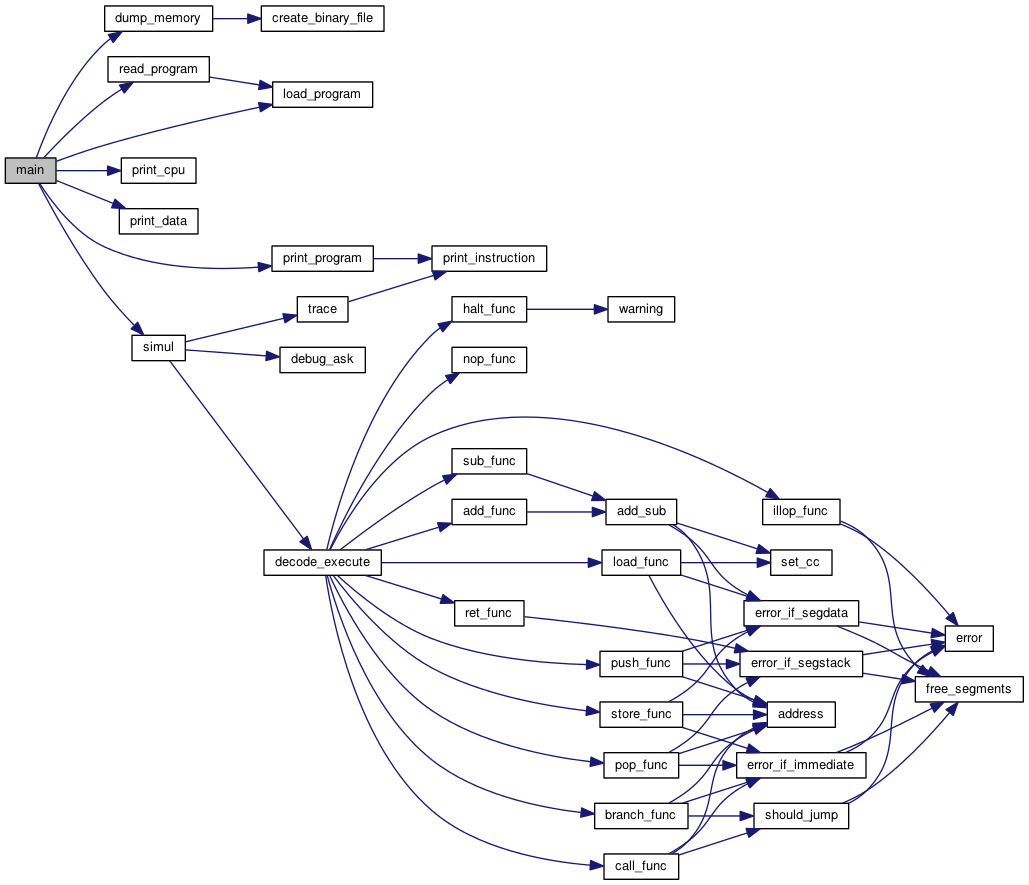 dump_memory
create_binary_file
read_program
load_program
main
print_cpu
print_data
print_program
print_instruction
trace
halt_func
warning
simul
debug_ask
nop_func
sub_func
add_func
add_sub
illop_func
decode_execute
load_func
set_cc
ret_func
error_if_segdata
error
push_func
error_if_segstack
free_segments
store_func
address
pop_func
error_if_immediate
branch_func
should_jump
call_func